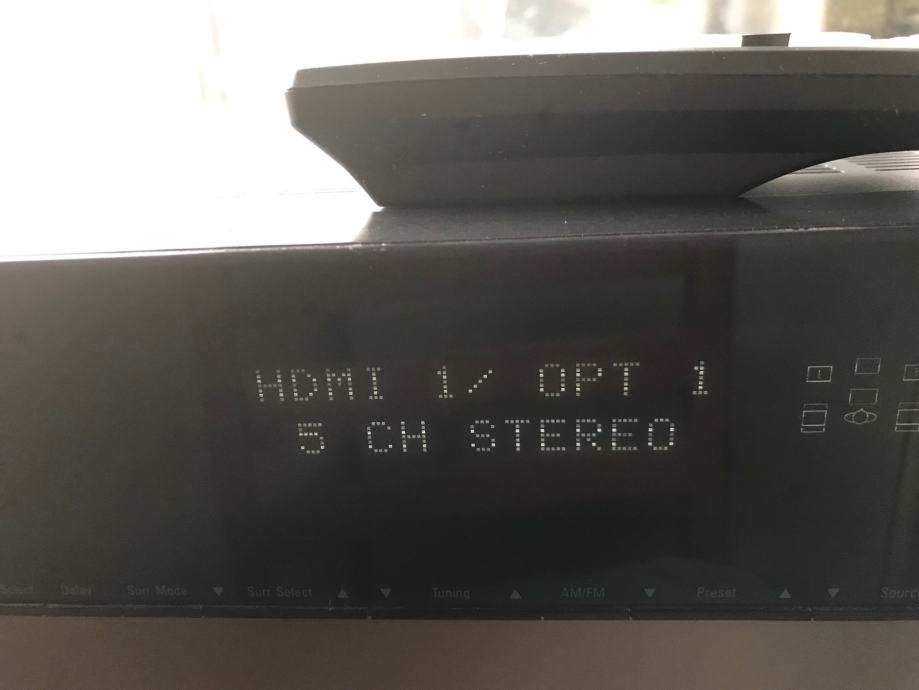 HDMI 1/ OPT 1
5 CH STEREO
Select Delay Surr Mode ▼ Surr Select ▲ ▼ Tuning ▲ AM/FM ▼ Preset ▲ ▼